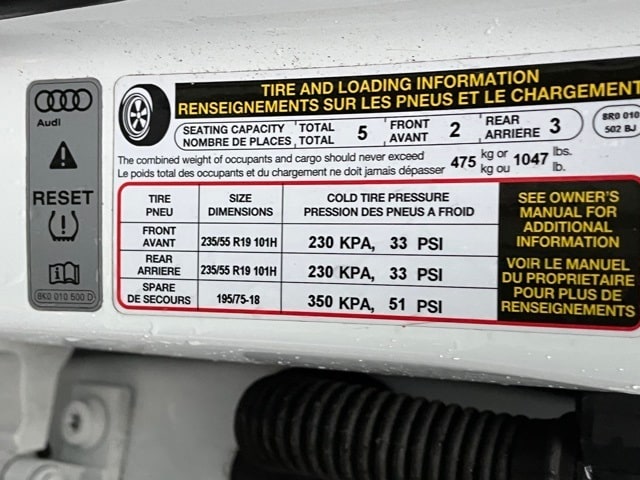 Audi
RESET
8K0 010 500 D
TIRE AND LOADING INFORMATION
RENSEIGNEMENTS SUR LES PNEUS ET LE CHARGEMENT
SEATING CAPACITY TOTAL 5 FRONT 2 REAR 3
NOMBRE DE PLACES TOTAL AVANT ARRIÈRE
8R0 010
502 BJ
The combined weight of occupants and cargo should never exceed 475 kg or 1047 lbs.
Le poids total des occupants et du chargement ne doit jamais dépasser kg ou lb.
TIRE SIZE COLD TIRE PRESSURE
PNEU DIMENSIONS PRESSION DES PNEUS A FROID
FRONT
AVANT 235/55 R19 101H 230 KPA, 33 PSI
REAR
ARRIERE 235/55 R19 101H 230 KPA, 33 PSI
SPARE
DE SECOURS 195/75-18 350 KPA, 51 PSI
SEE OWNER'S
MANUAL FOR
ADDITIONAL
INFORMATION
VOIR LE MANUEL
DU PROPRIETAIRE
POUR PLUS DE
RENSEIGNEMENTS